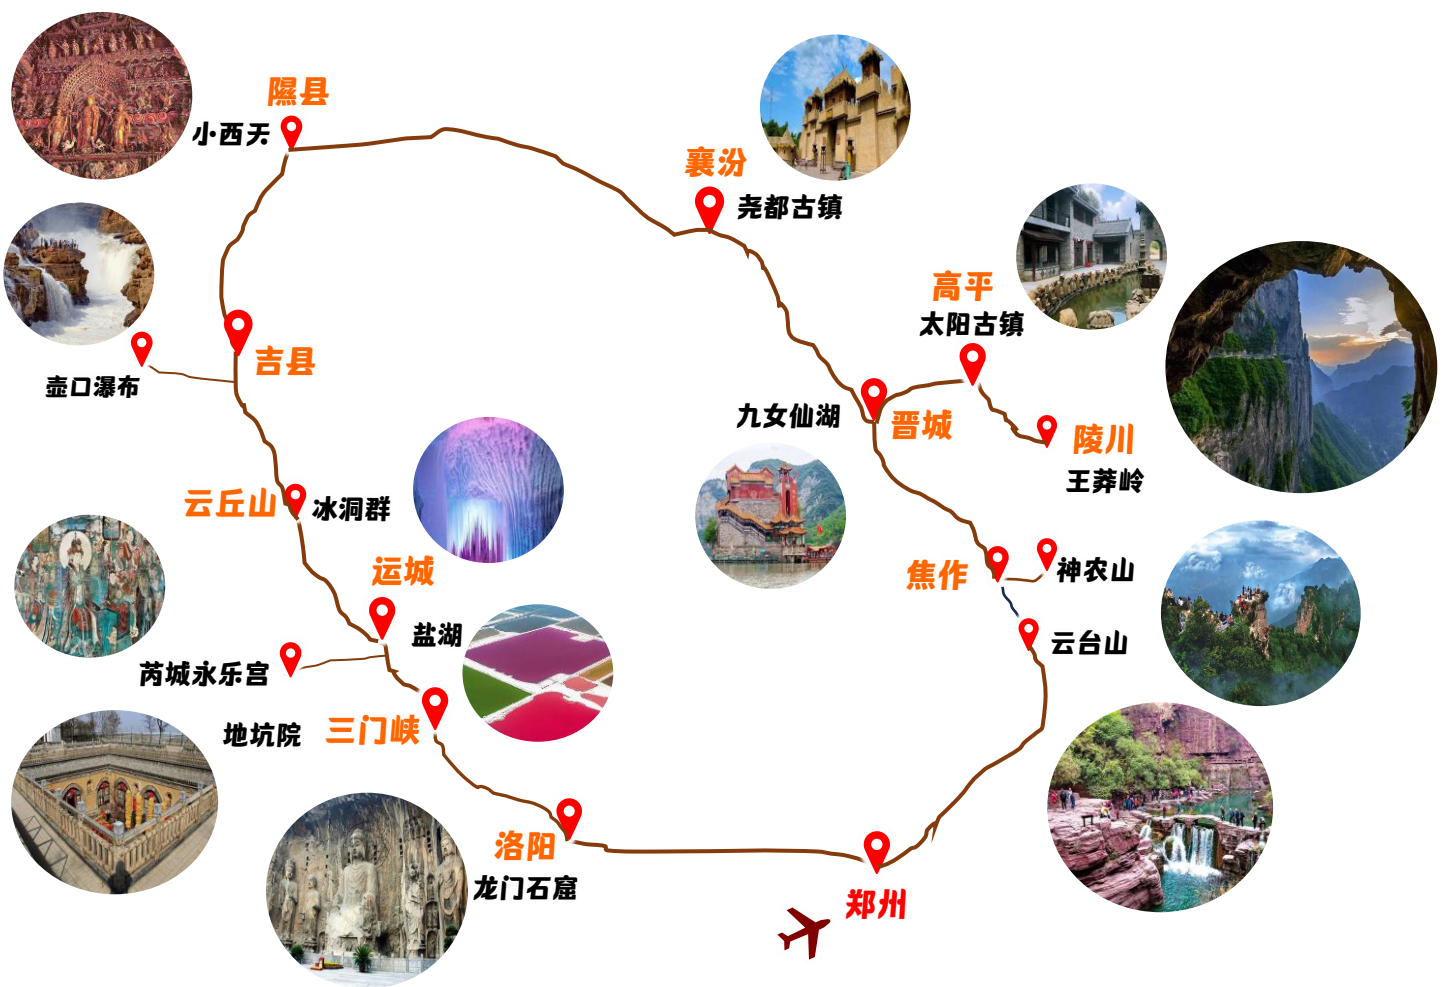 隰县
小西天
襄汾
尧都古镇
高平
太阳古镇
吉县
壶口瀑布
九女仙湖
晋城
陵川
王莽岭
云丘山
冰洞群
运城
焦作
神农山
盐湖
云台山
芮城永乐宫
地坑院
三门峡
洛阳
龙门石窟
郑州